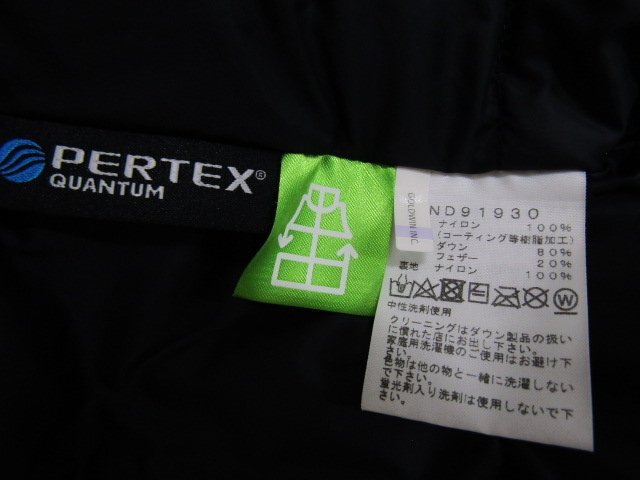 PERTEX®
QUANTUM
GOLDWIN INC.
ND91930
ナイロン 100%
(コーティング等樹脂加工)
ダウン 80%
フェザー 20%
裏地 ナイロン 100%
W
中性洗剤使用
クリーニングはダウン製品の扱い
に慣れた店にお出し下さい。
家庭用洗濯機のご使用はお避け下
さい。
色物は他の物と一緒に洗濯しない
で下さい。
蛍光剤入り洗剤は使用しないで下
さい。